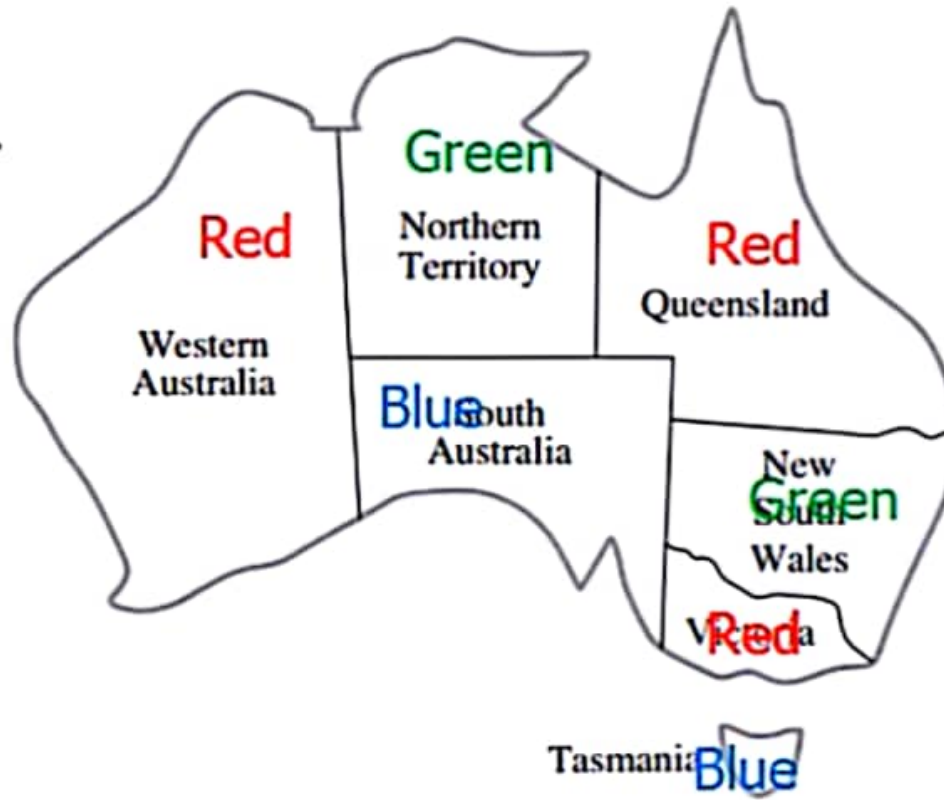 Green
Northern
Territory
Red
Western
Australia
Red
Queensland
Blue
South
Australia
New
Green
South
Wales
Victoria
Red
Tasmania
Blue